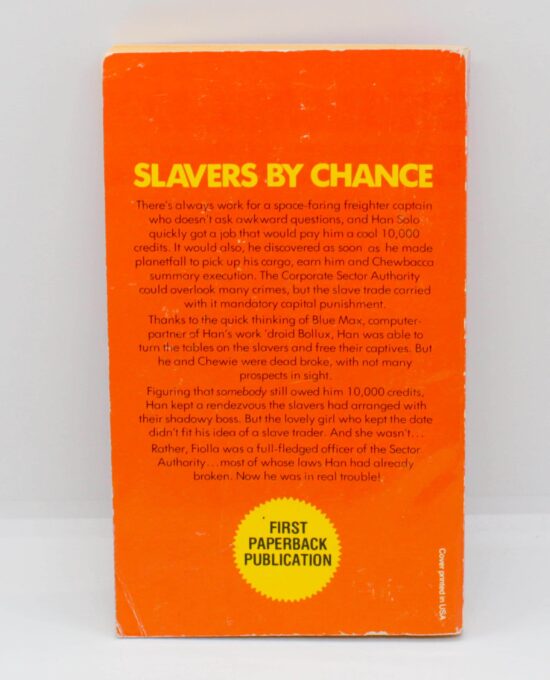 SLAVERS BY CHANCE
There's always work for a space-faring freighter captain
who doesn't ask awkward questions, and Han Solo
quickly got a job that would pay him a cool 10,000
credits. It would also, he discovered as soon as he made
planetfall to pick up his cargo, earn him and Chewbacca
summary execution. The Corporate Sector Authority
could overlook many crimes, but the slave trade carried
with it mandatory capital punishment.
Thanks to the quick thinking of Blue Max, computer-
partner of Han's work 'droid Bollux, Han was able to
turn the tables on the slavers and free their captives. But
he and Chewie were dead broke, with not many
prospects in sight.
Figuring that somebody still owed him 10,000 credits,
Han kept a rendezvous the slavers had arranged with
their shadowy boss. But the lovely girl who kept the date
didn't fit his idea of a slave trader. And she wasn't...
Rather, Fiolla was a full-fledged officer of the Sector
Authority...most of whose laws Han had already
broken. Now he was in real trouble!
FIRST
PAPERBACK
PUBLICATION
Cover printed in USA